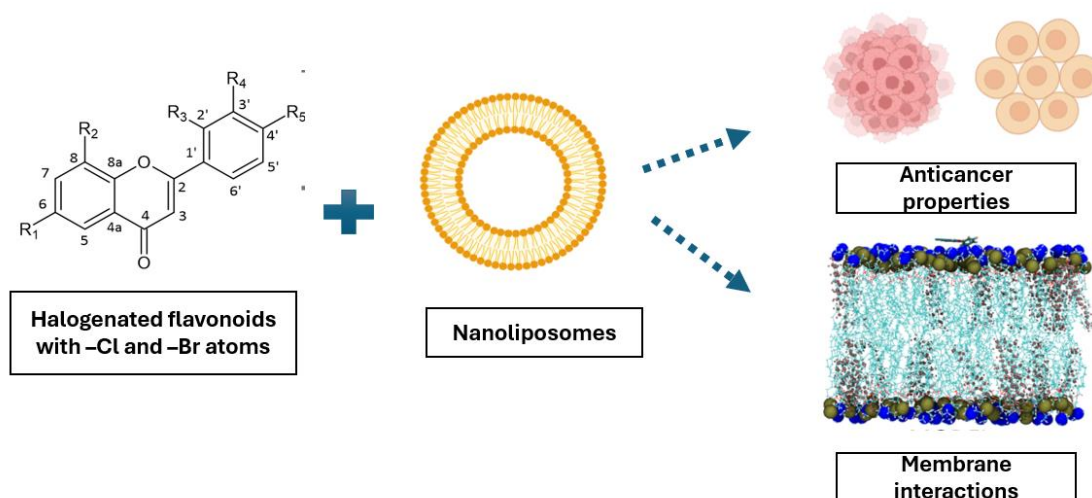 R4
R3
3'
R5
2'
4'
R2
1'
5'
8
8a
O
6'
7
2
6
4
3
4a
R1
5
O
Halogenated flavonoids
with –Cl and –Br atoms
Nanoliposomes
Anticancer
properties
Membrane
interactions